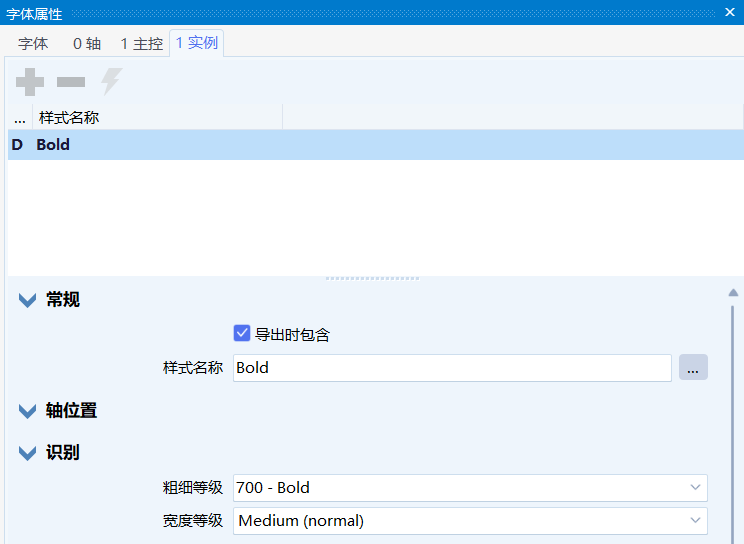 字体属性
字体 0 轴 1 主控 1 实例
... 样式名称
D Bold
常规
导出时包含
样式名称 Bold ...
轴位置
识别
粗细等级 700 - Bold
宽度等级 Medium (normal)